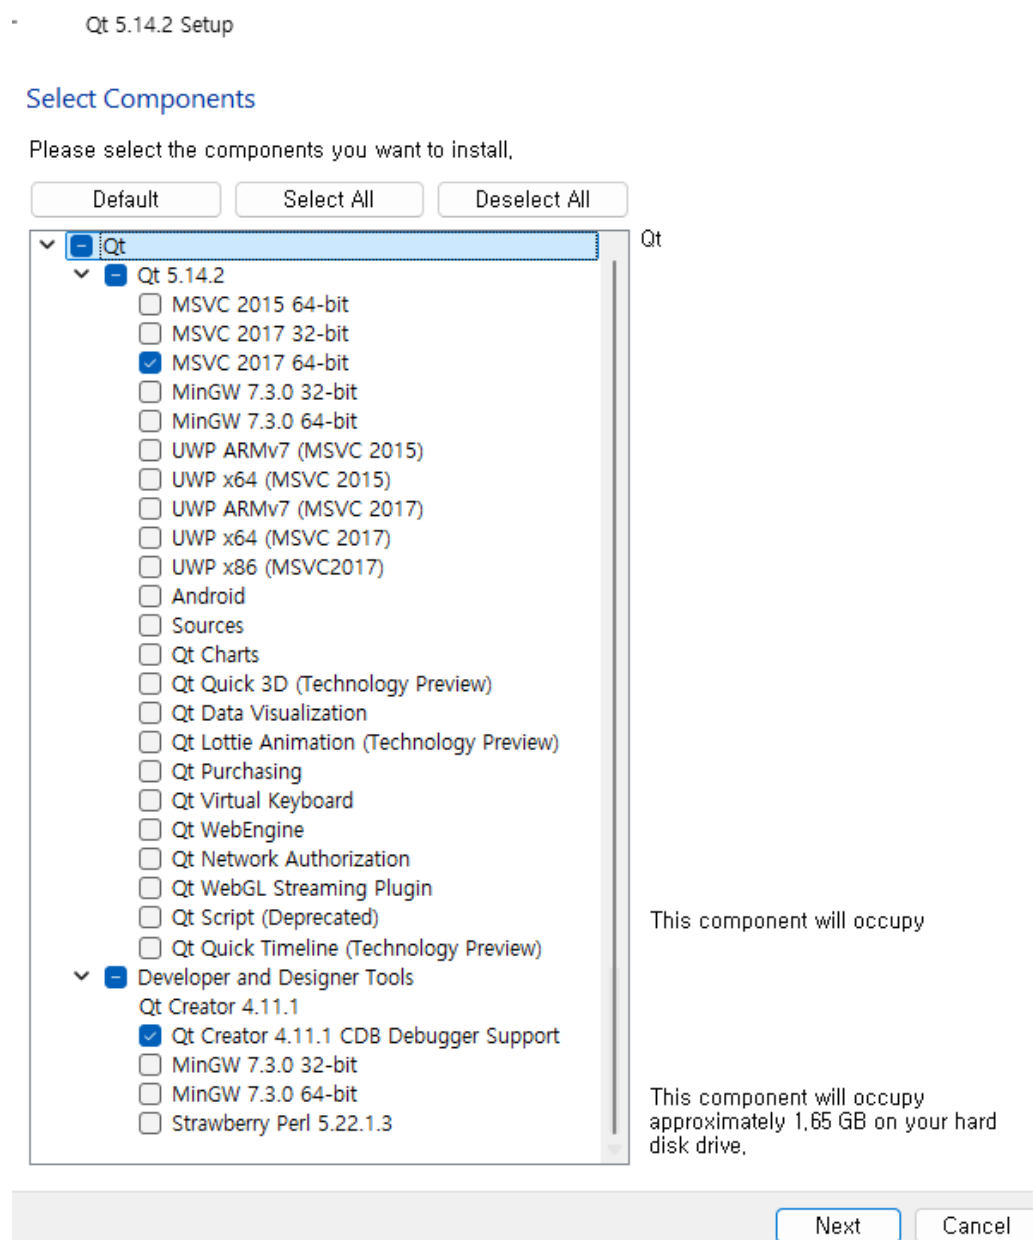 Qt 5.14.2 Setup
Select Components
Please select the components you want to install.
Default
Select All
Deselect All
Qt
Qt
Qt 5.14.2
MSVC 2015 64-bit
MSVC 2017 32-bit
MSVC 2017 64-bit
MinGW 7.3.0 32-bit
MinGW 7.3.0 64-bit
UWP ARMv7 (MSVC 2015)
UWP x64 (MSVC 2015)
UWP ARMv7 (MSVC 2017)
UWP x64 (MSVC 2017)
UWP x86 (MSVC2017)
Android
Sources
Qt Charts
Qt Quick 3D (Technology Preview)
Qt Data Visualization
Qt Lottie Animation (Technology Preview)
Qt Purchasing
Qt Virtual Keyboard
Qt WebEngine
Qt Network Authorization
Qt WebGL Streaming Plugin
Qt Script (Deprecated)
This component will occupy
Qt Quick Timeline (Technology Preview)
Developer and Designer Tools
Qt Creator 4.11.1
Qt Creator 4.11.1 CDB Debugger Support
MinGW 7.3.0 32-bit
MinGW 7.3.0 64-bit
Strawberry Perl 5.22.1.3
This component will occupy
approximately 1.65 GB on your hard
disk drive.
Next
Cancel